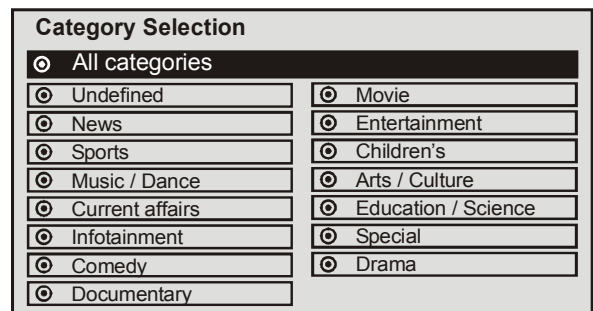 Category Selection
All categories
Undefined
News
Sports
Music / Dance
Current affairs
Infotainment
Comedy
Documentary
Movie
Entertainment
Children's
Arts / Culture
Education / Science
Special
Drama